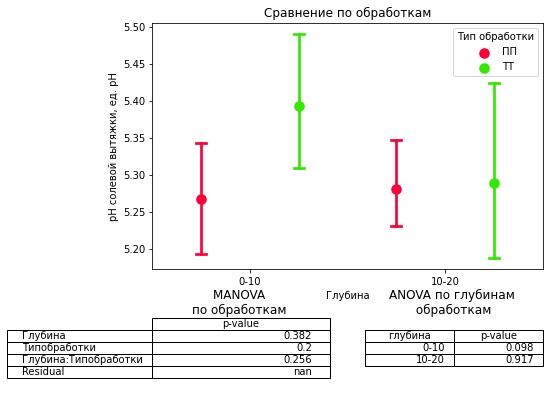 Сравнение по обработкам
Тип обработки
ПП
ТТ
pH солевой вытяжки, ед. pH
5.50
5.45
5.40
5.35
5.30
5.25
5.20
0-10
10-20
Глубина
MANOVA
по обработкам
p-value
Глубина 0.382
Типобработки 0.2
Глубина:Типобработки 0.256
Residual nan
ANOVA по глубинам
обработкам
глубина p-value
0-10 0.098
10-20 0.917